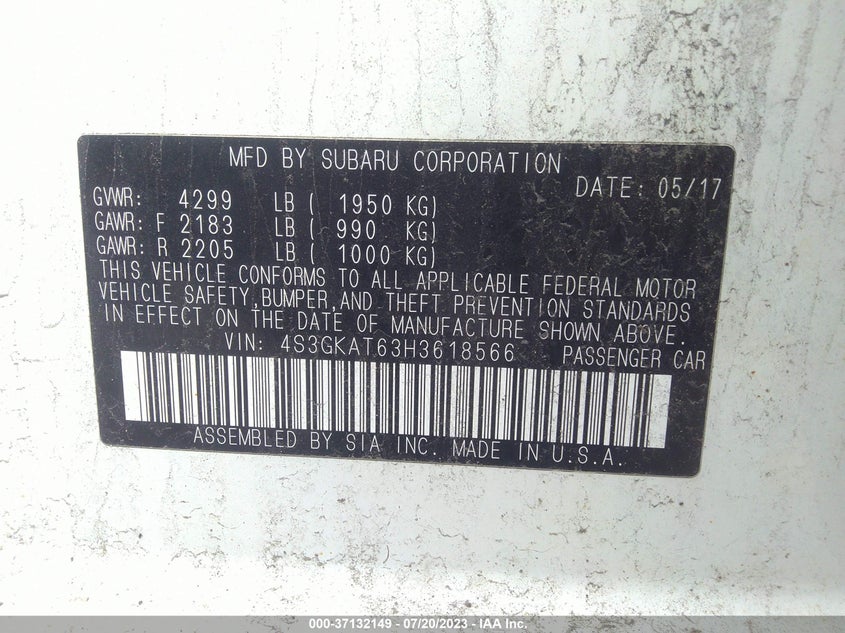 MFD BY SUBARU CORPORATION
DATE: 05/17
GVWR: 4299 LB ( 1950 KG)
GAWR: F 2183 LB ( 990 KG)
GAWR: R 2205 LB ( 1000 KG)
THIS VEHICLE CONFORMS TO ALL APPLICABLE FEDERAL MOTOR
VEHICLE SAFETY, BUMPER, AND THEFT PREVENTION STANDARDS
IN EFFECT ON THE DATE OF MANUFACTURE SHOWN ABOVE.
VIN: 4S3GKAT63H3618566 PASSENGER CAR
ASSEMBLED BY SIA INC. MADE IN U.S.A.
000-37132149 - 07/20/2023 - IAA Inc.